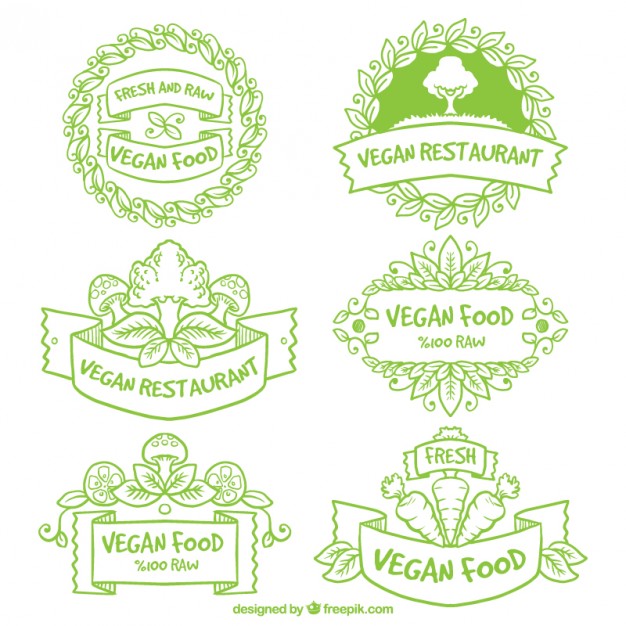 FRESH AND RAW
VEGAN FOOD
VEGAN RESTAURANT
VEGAN RESTAURANT
VEGAN FOOD
%100 RAW
VEGAN FOOD
%100 RAW
FRESH
VEGAN FOOD
designed by freepik.com